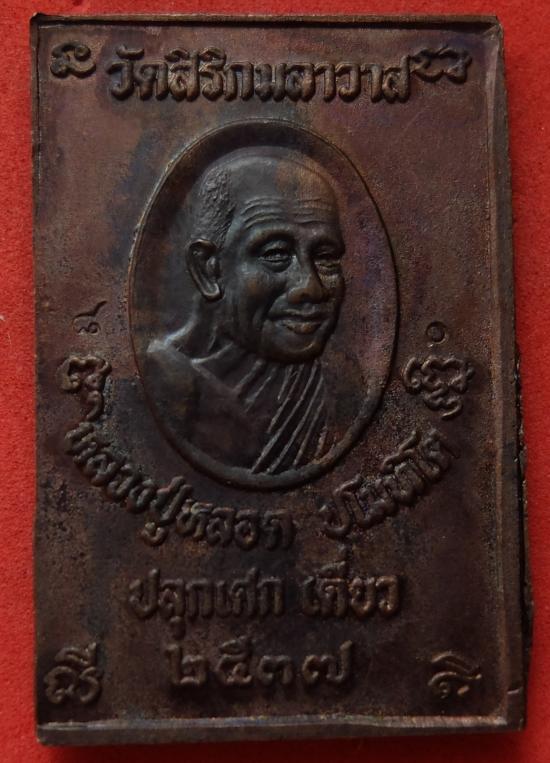 วัดสิริกมลาวาส
หลวงปู่หลอด ปโมทิโต
ปลุกเศก เดี่ยว
๒๕๓๗